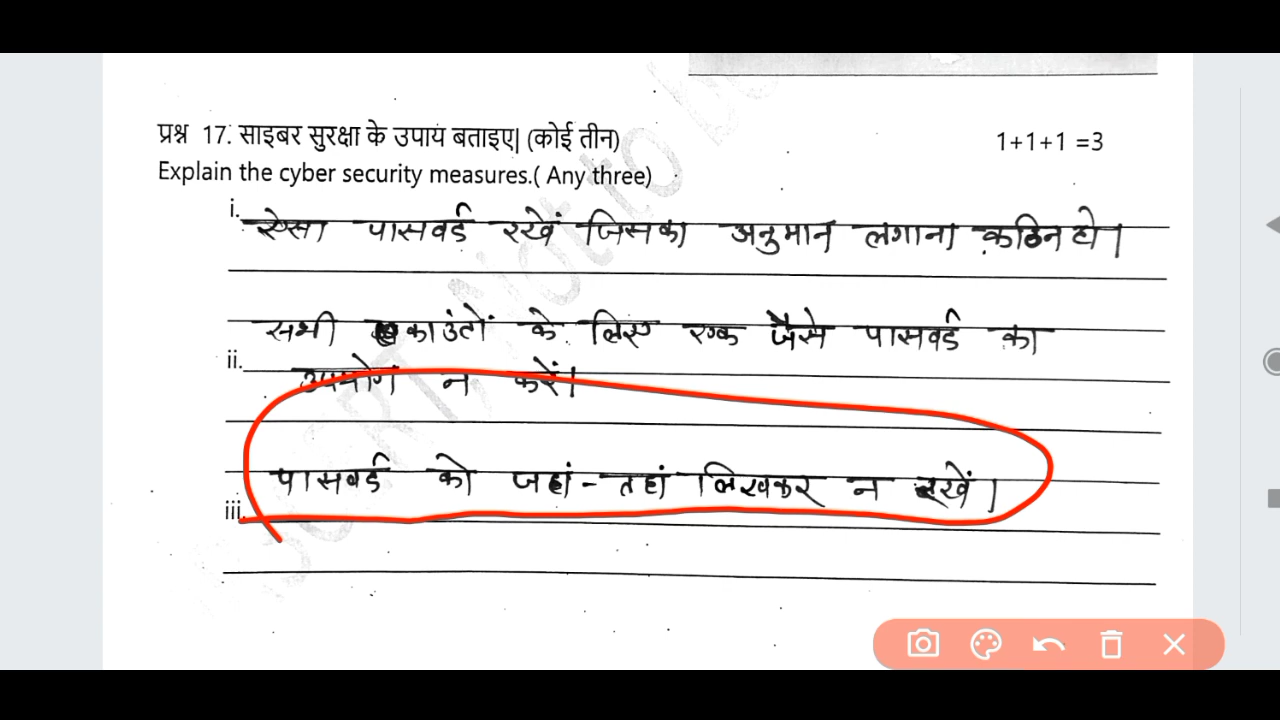 प्रश्न 17. साइबर सुरक्षा के उपाय बताइए| (कोई तीन) 1+1+1 =3
Explain the cyber security measures.( Any three)
i. ऐसा पासवर्ड रखें जिसका अनुमान लगाना कठिन हो।
सभी एकाउंटों के लिए एक जैसे पासवर्ड का
ii. उपयोग न करें।
पासवर्ड को जहां - तहां लिखकर न रखें।
iii.